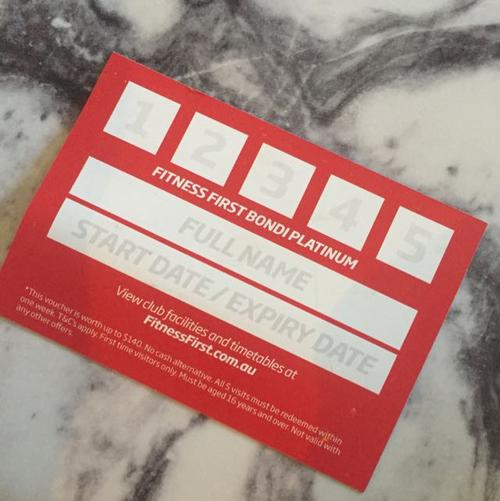 1 2 3 4 5
FITNESS FIRST BONDI PLATINUM
FULL NAME
START DATE / EXPIRY DATE
View club facilities and timetables at
FitnessFirst.com.au
*This voucher is worth up to $140. No cash alternative. All 5 visits must be redeemed within
one week. T&Cs apply. First time visitors only. Must be aged 16 years and over. Not valid with
any other offers.